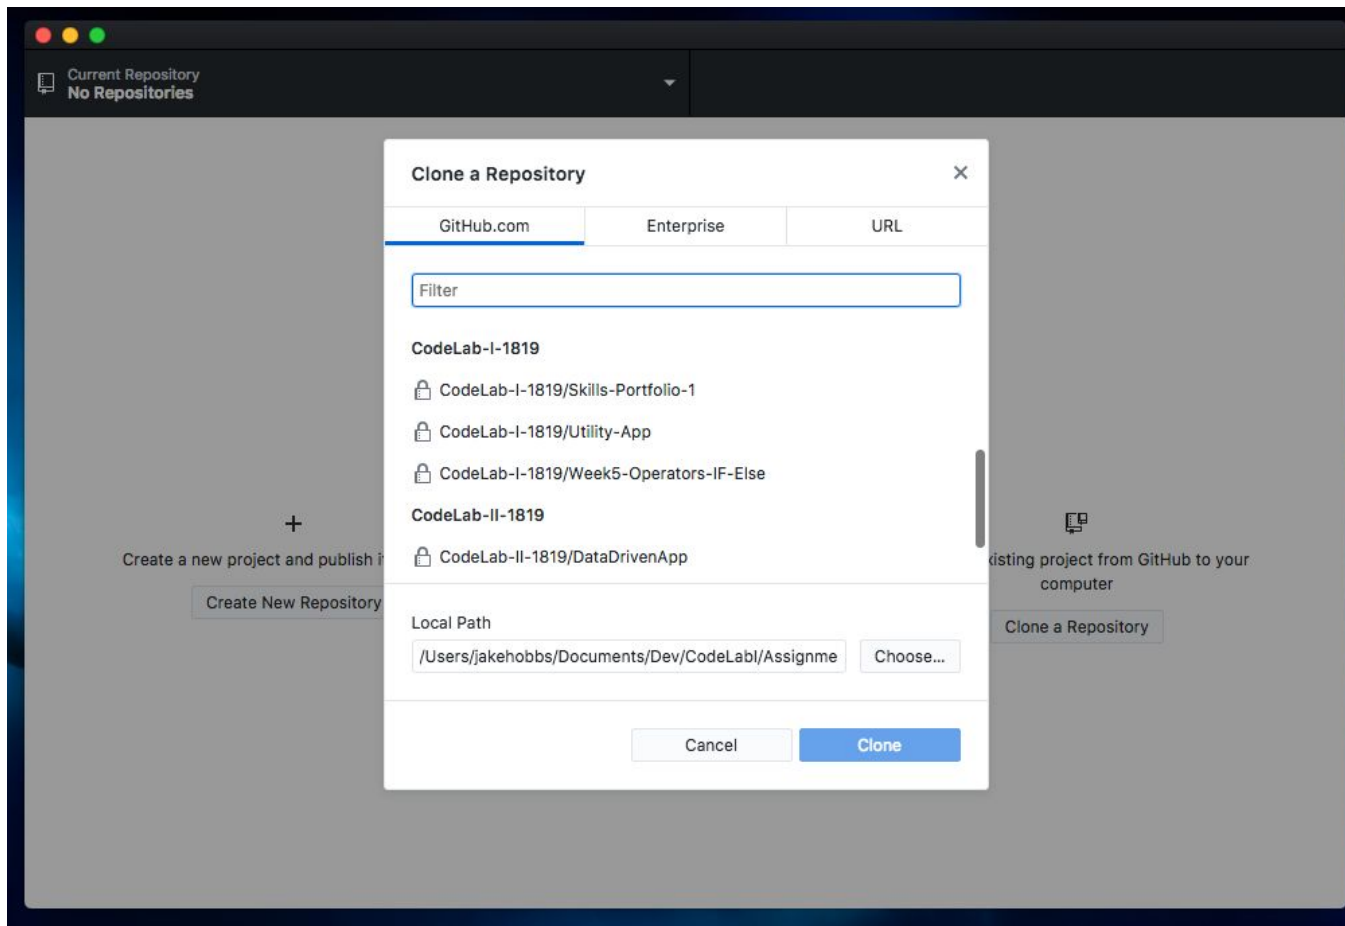 Current Repository
No Repositories
Clone a Repository
GitHub.com
Enterprise
URL
Filter
CodeLab-I-1819
CodeLab-I-1819/Skills-Portfolio-1
CodeLab-I-1819/Utility-App
CodeLab-I-1819/Week5-Operators-IF-Else
CodeLab-II-1819
CodeLab-II-1819/DataDrivenApp
Local Path
/Users/jakehobbs/Documents/Dev/CodeLabI/Assignme
Choose...
Cancel
Clone
Create a new project and publish
Create New Repository
project from GitHub to your
computer
Clone a Repository